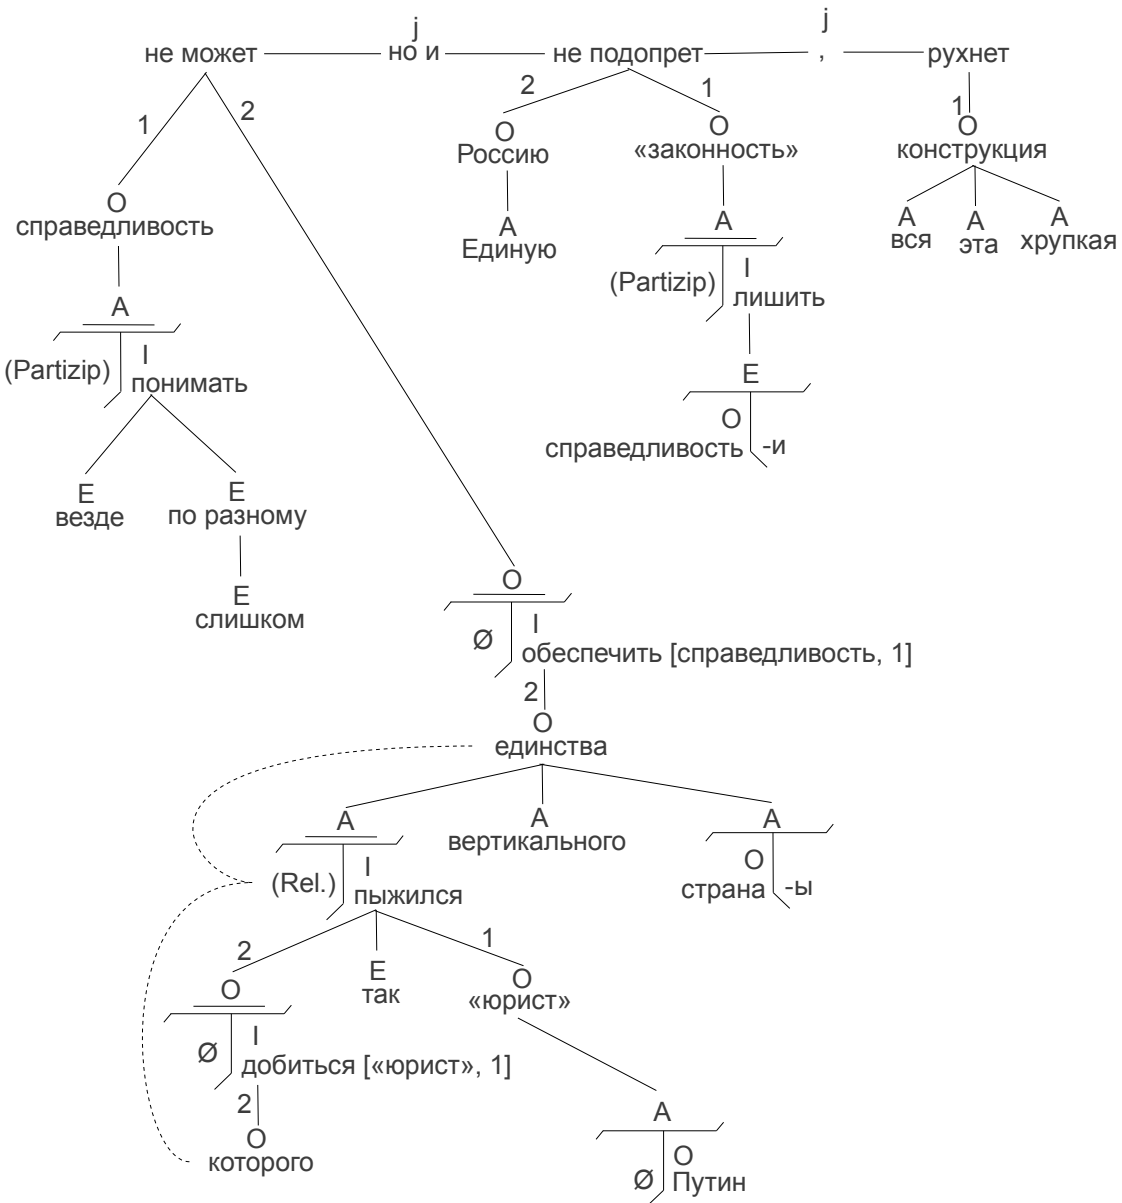 j
j
не может но и не подопрет , рухнет
1 2 2 1 1
О О О
Россию «законность» конструкция
О
справедливость
А А А А А
Единую вся эта хрупкая
А
(Partizip) I понимать
(Partizip) I лишить
Е
О
справедливость -и
Е Е
везде по разному
Е
слишком
О
Ø I
обеспечить [справедливость, 1]
2
О
единства
А А А
вертикального
О
страна -ы
(Rel.) I
пыжился
2 1
О Е О
так «юрист»
Ø I
добиться [«юрист», 1]
2
О
которого
А
О
Ø Путин